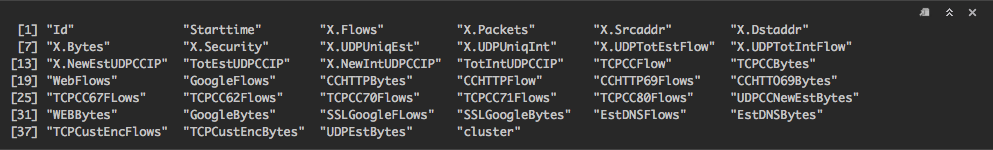 [1] "Id" "Starttime" "X.Flows" "X.Packets" "X.Srcaddr" "X.Dstaddr"
[7] "X.Bytes" "X.Security" "X.UDPUniqEst" "X.UDPUniqInt" "X.UDPTotEstFlow" "X.UDPTotIntFlow"
[13] "X.NewEstUDPCCIP" "TotEstUDPCCIP" "X.NewIntUDPCCIP" "TotIntUDPCCIP" "TCPCCFlow" "TCPCCBytes"
[19] "WebFlows" "GoogleFlows" "CCHTTPBytes" "CCHTTPFlow" "CCHTTP69Flows" "CCHTTO69Bytes"
[25] "TCPCC67FLows" "TCPCC62Flows" "TCPCC70Flows" "TCPCC71Flows" "TCPCC80Flows" "UDPCCNewEstBytes"
[31] "WEBBytes" "GoogleBytes" "SSLGoogleFLows" "SSLGoogleBytes" "EstDNSFlows" "EstDNSBytes"
[37] "TCPCustEncFlows" "TCPCustEncBytes" "UDPEstBytes" "cluster"